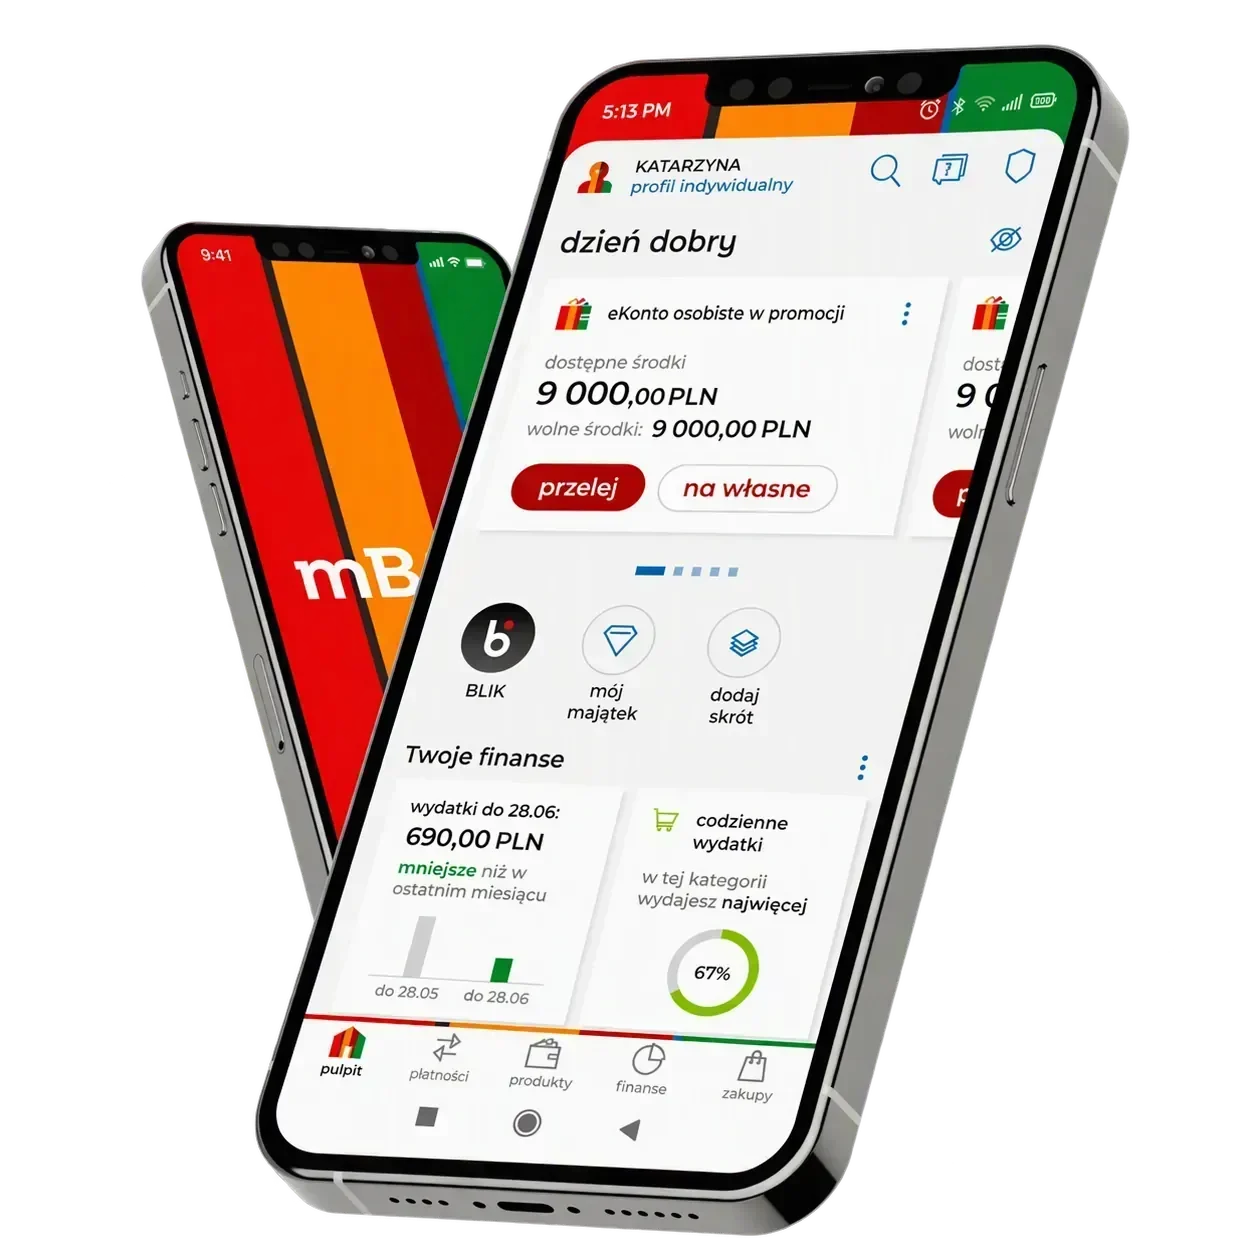 9:41
mB
5:13 PM
KATARZYNA
profil indywidualny
dzień dobry
eKonto osobiste w promocji
dostępne środki
9 000,00 PLN
wolne środki: 9 000,00 PLN
przelej
na własne
9 0
BLIK
mój
majątek
dodaj
skrót
Twoje finanse
wydatki do 28.06:
690,00 PLN
mniejsze niż w
ostatnim miesiącu
do 28.05
do 28.06
codzienne
wydatki
w tej kategorii
wydajesz najwięcej
67%
pulpit
płatności
produkty
finanse
zakupy